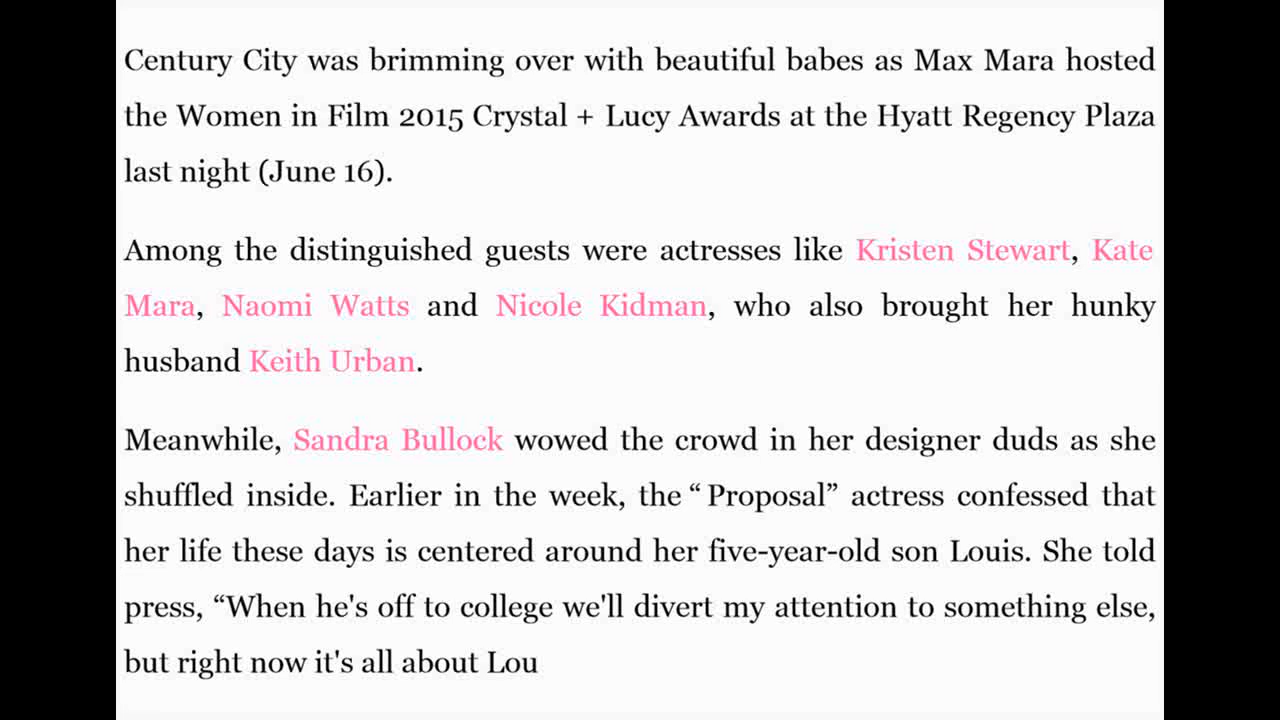 Century City was brimming over with beautiful babes as Max Mara hosted
the Women in Film 2015 Crystal + Lucy Awards at the Hyatt Regency Plaza
last night (June 16).
Among the distinguished guests were actresses like Kristen Stewart, Kate
Mara, Naomi Watts and Nicole Kidman, who also brought her hunky
husband Keith Urban.
Meanwhile, Sandra Bullock wowed the crowd in her designer duds as she
shuffled inside. Earlier in the week, the “ Proposal” actress confessed that
her life these days is centered around her five-year-old son Louis. She told
press, “When he's off to college we'll divert my attention to something else,
but right now it's all about Lou